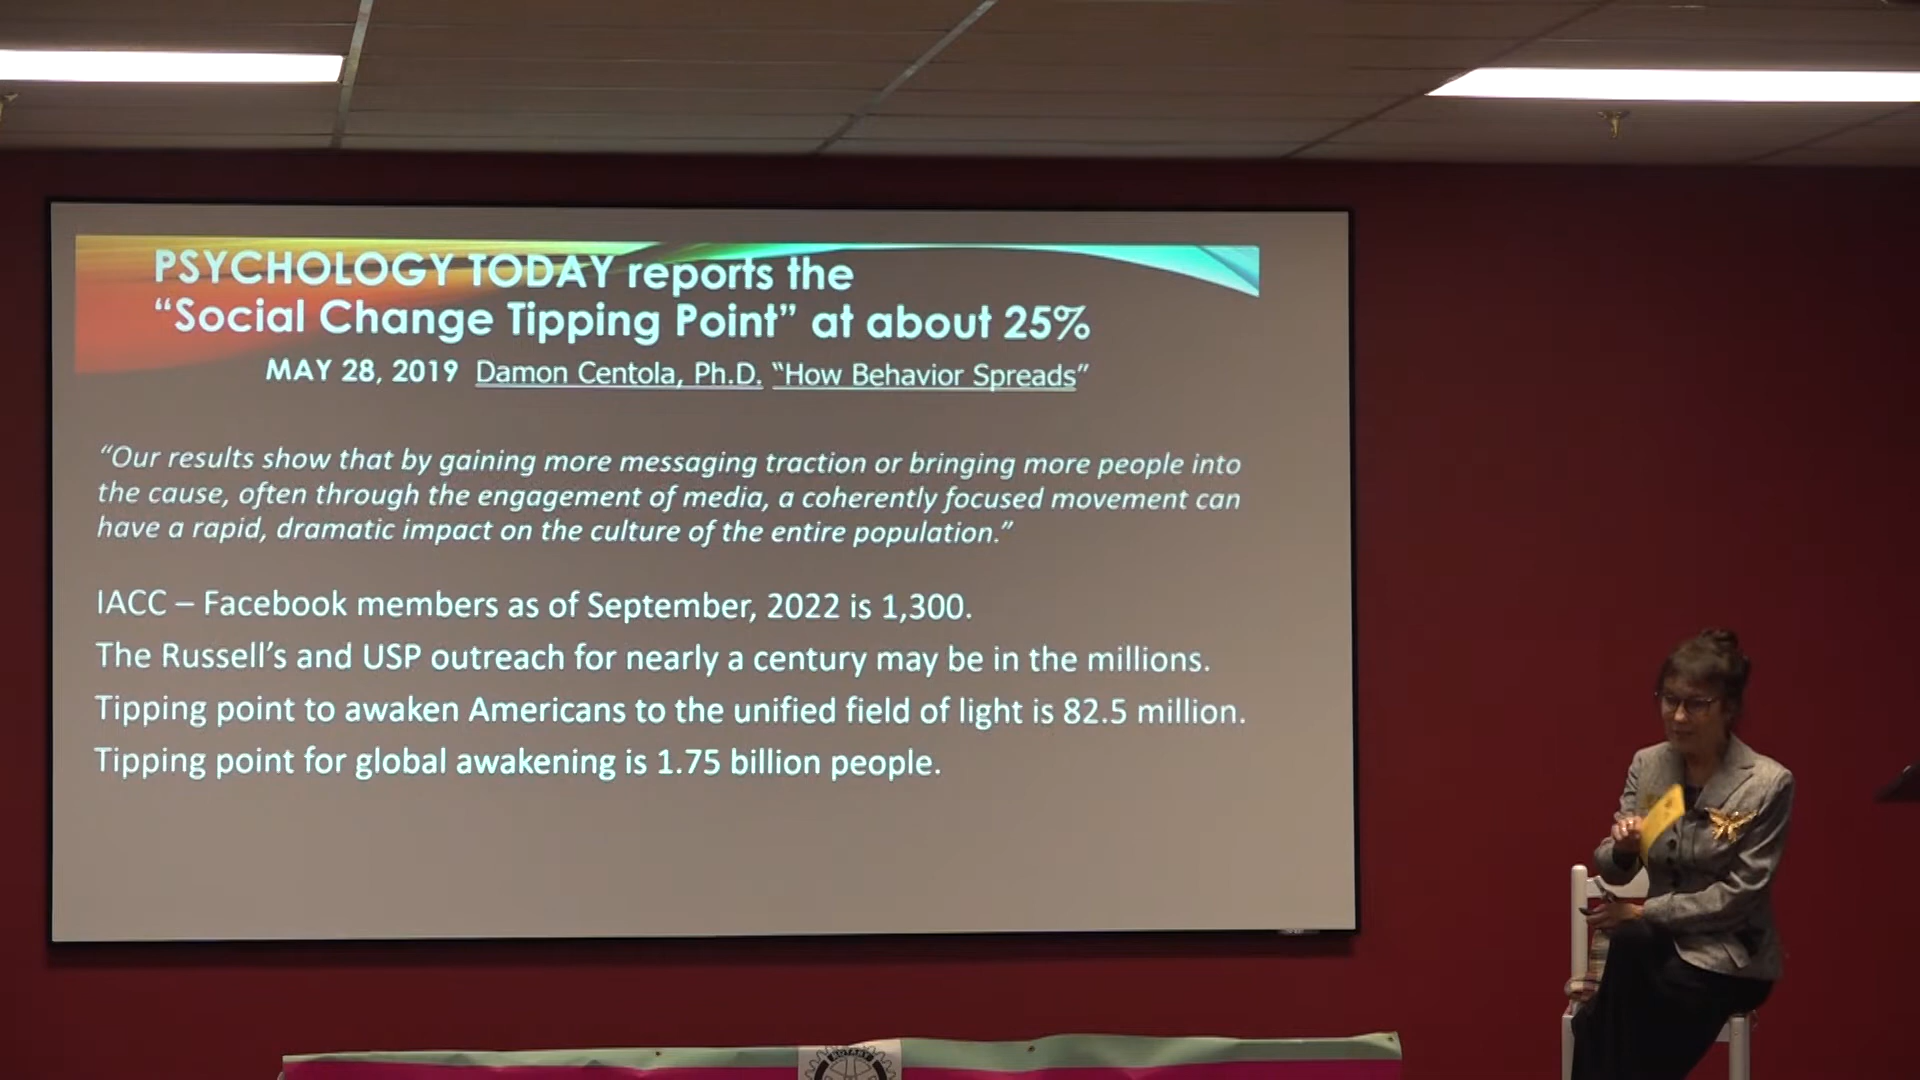 PSYCHOLOGY TODAY reports the
“Social Change Tipping Point” at about 25%
MAY 28, 2019 Damon Centola, Ph.D. “How Behavior Spreads”
“Our results show that by gaining more messaging traction or bringing more people into
the cause, often through the engagement of media, a coherently focused movement can
have a rapid, dramatic impact on the culture of the entire population.”
IACC – Facebook members as of September, 2022 is 1,300.
The Russell’s and USP outreach for nearly a century may be in the millions.
Tipping point to awaken Americans to the unified field of light is 82.5 million.
Tipping point for global awakening is 1.75 billion people.
ROTARY